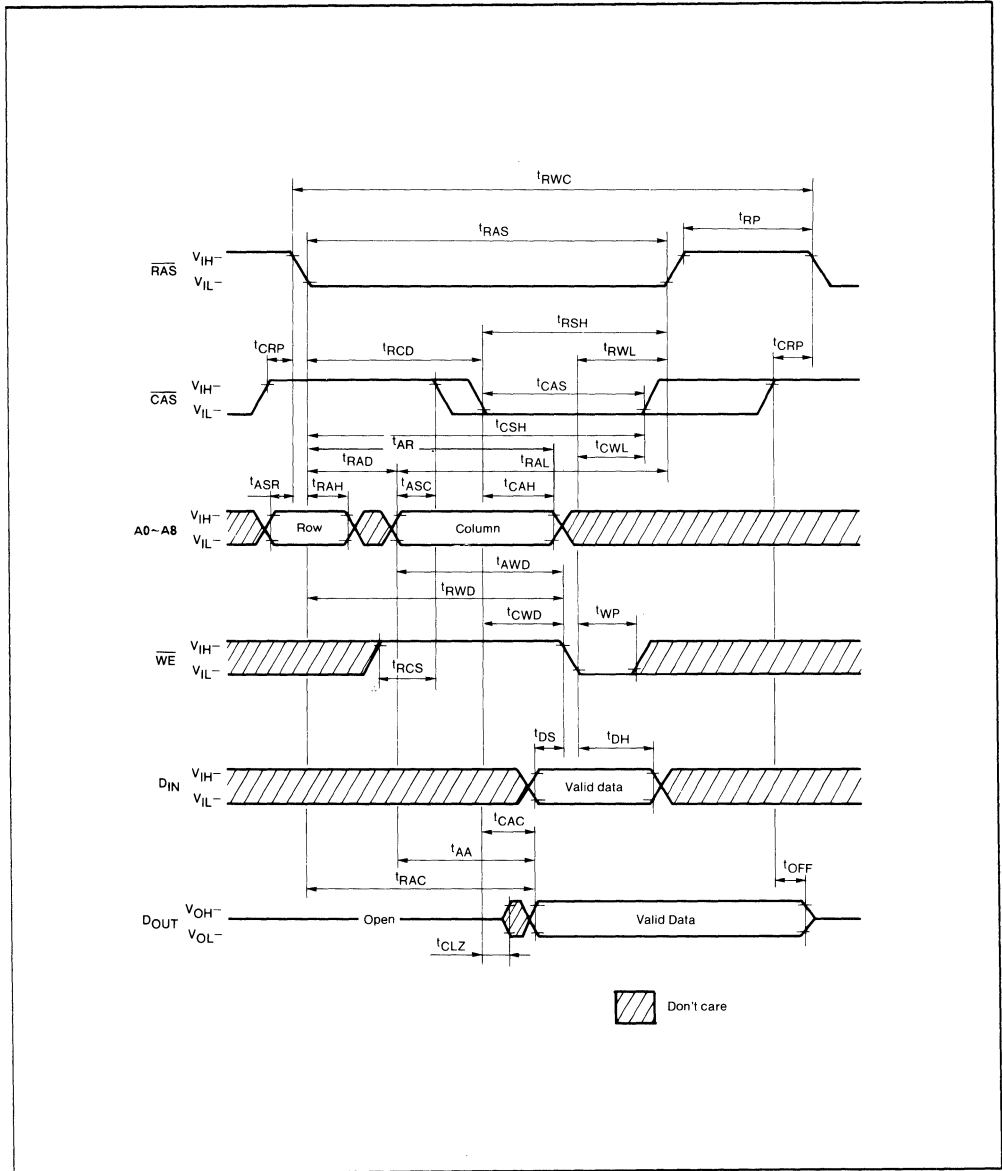 tRWC
tRP
tRAS
RAS
VIH–
VIL–
tRSH
tCRP
tRCD
tRWL
tCRP
CAS
VIH–
VIL–
tCAS
tCSH
tAR
tCWL
tRAD
tRAL
tASR
tRAH
tASC
tCAH
A0~A8
VIH–
VIL–
Row
Column
tAWD
tRWD
tCWD
tWP
WE
VIH–
VIL–
tRCS
tDS
tDH
DIN
VIH–
VIL–
Valid data
tCAC
tAA
tRAC
tOFF
DOUT
VOH–
VOL–
Open
Valid Data
tCLZ
Don't care